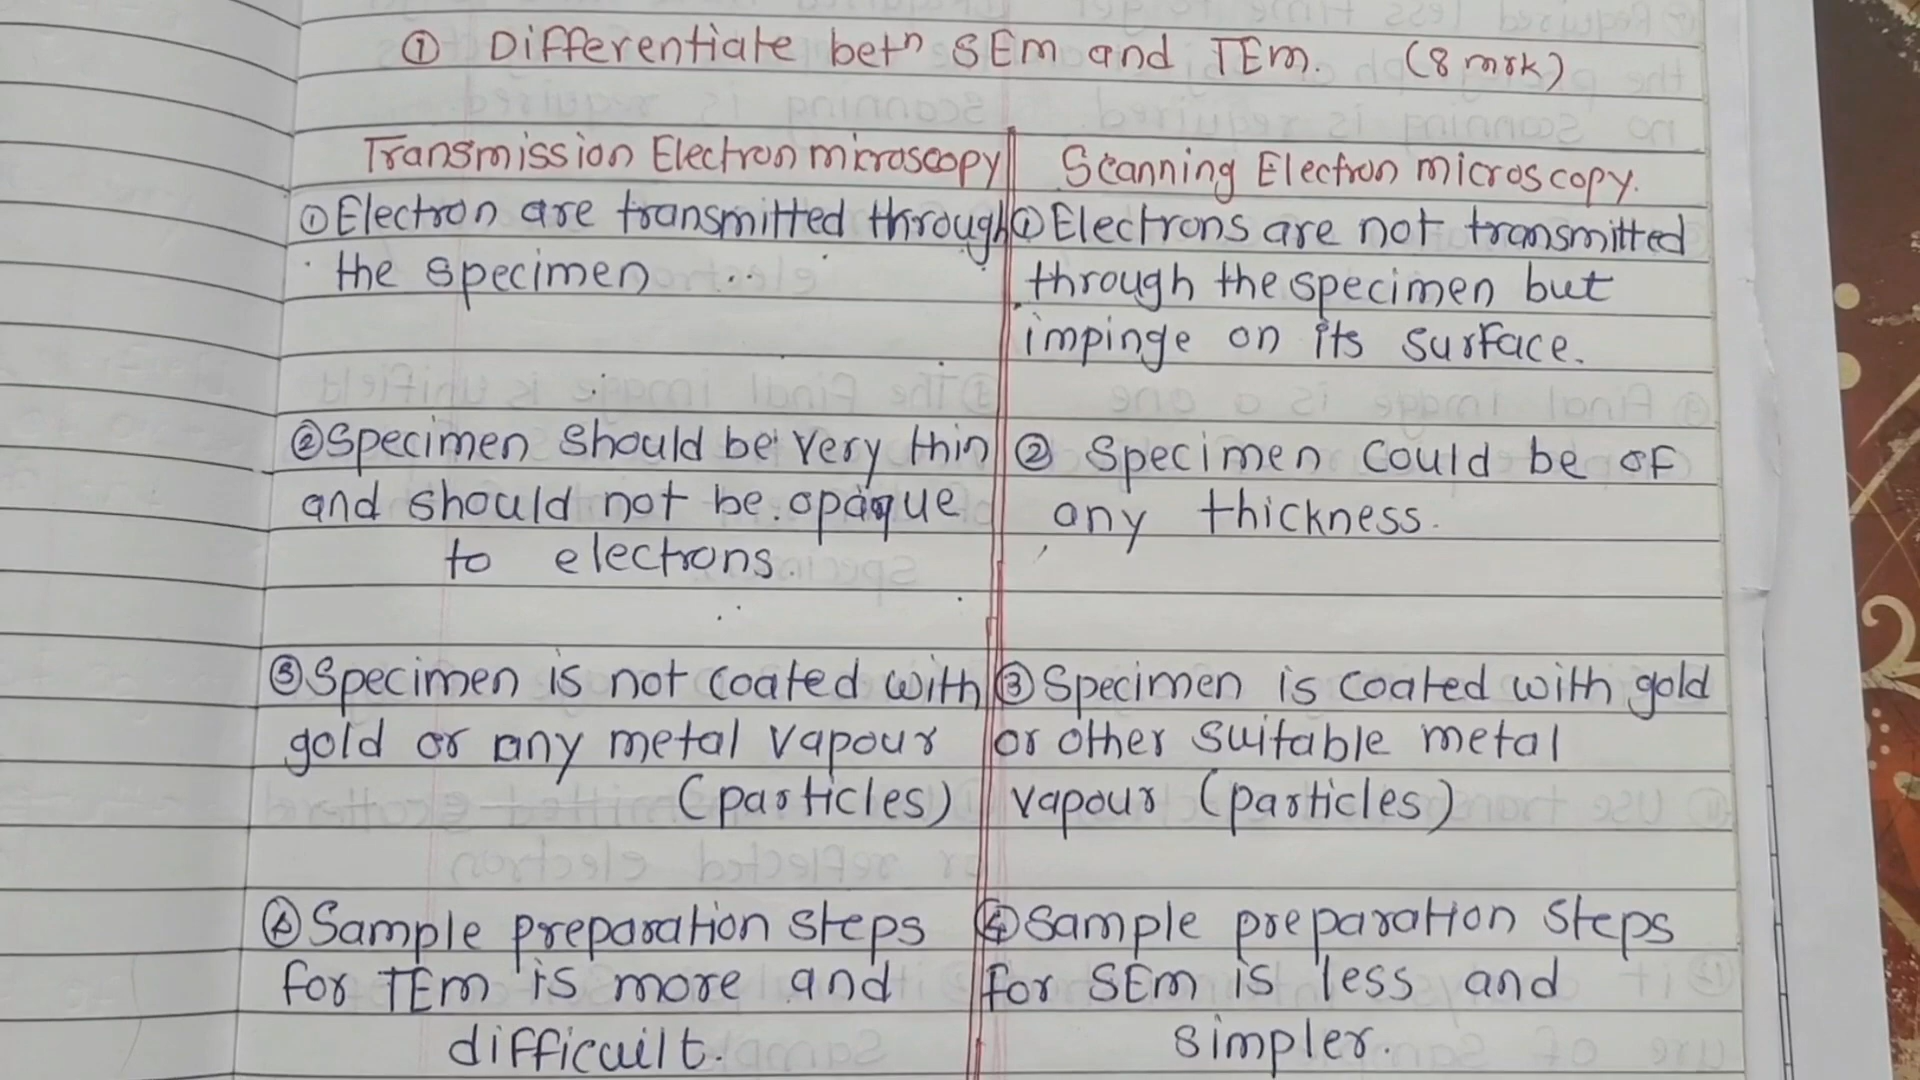 ① Differentiate betⁿ SEM and TEM. (8 mrk)
Transmission Electron microscopy
① Electron are transmitted through
the specimen
② Specimen should be very thin
and should not be opaque
to electrons.
③ Specimen is not coated with
gold or any metal vapour
(particles)
④ Sample preparation steps
for TEM is more and
difficuilt.
Scanning Electron microscopy.
① Electrons are not transmitted
through the specimen but
impinge on its surface.
② Specimen could be of
any thickness.
③ Specimen is coated with gold
or other suitable metal
vapour (particles)
④ Sample preparation steps
for SEM is less and
simpler.